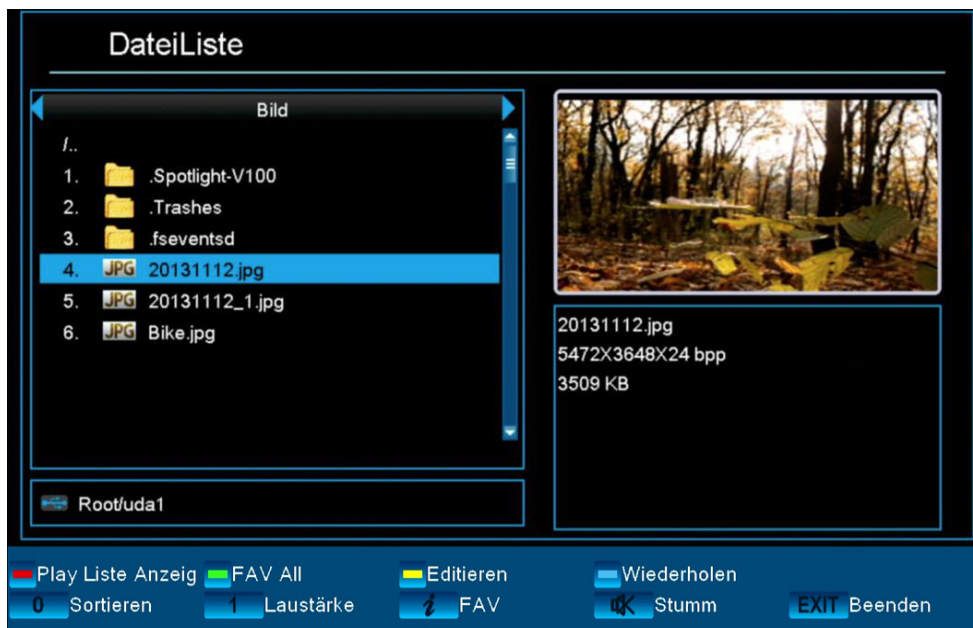 DateiListe
Bild
/..
1. .Spotlight-V100
2. .Trashes
3. .fseventsd
4. JPG 20131112.jpg
5. JPG 20131112_1.jpg
6. JPG Bike.jpg
20131112.jpg
5472X3648X24 bpp
3509 KB
Root/uda1
Play Liste Anzeig FAV All Editieren Wiederholen
0 Sortieren 1 Laustärke i FAV Stumm EXIT Beenden